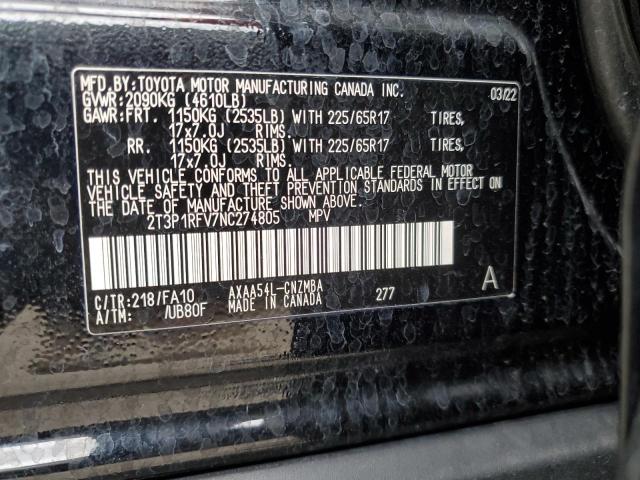 MFD.BY:TOYOTA MOTOR MANUFACTURING CANADA INC. 03/22
GVWR:2090KG (4610LB)
GAWR:FRT. 1150KG (2535LB) WITH 225/65R17 TIRES,
17x7.0J RIMS.
RR. 1150KG (2535LB) WITH 225/65R17 TIRES,
17x7.0J RIMS.
THIS VEHICLE CONFORMS TO ALL APPLICABLE FEDERAL MOTOR
VEHICLE SAFETY AND THEFT PREVENTION STANDARDS IN EFFECT ON
THE DATE OF MANUFACTURE SHOWN ABOVE.
2T3P1RFV7NC274805 MPV
C/TR:218/FA10 AXAA54L-CNZMBA 277 A
A/TM: /UB80F MADE IN CANADA